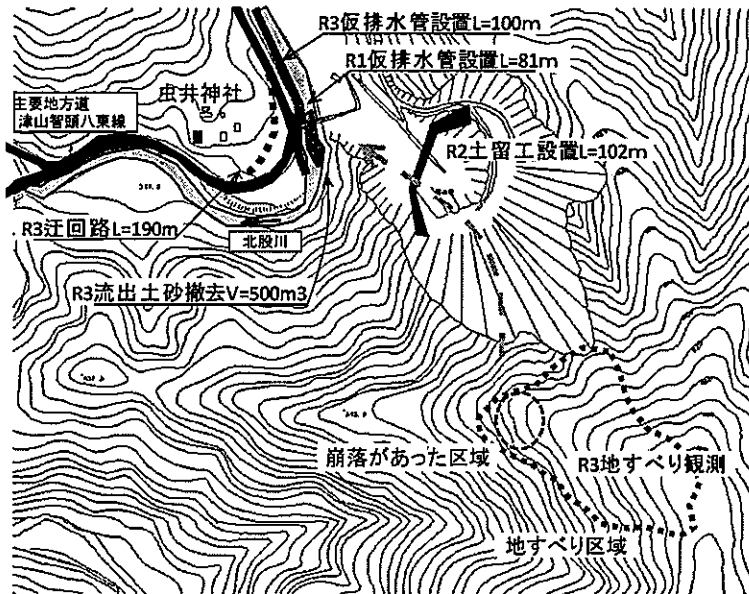 R3仮排水管設置L=100m
R1仮排水管設置L=81m
由井神社
主要地方道
津山智頭八東線
R2土留工設置L=102m
R3迂回路L=190m
北股川
R3流出土砂撤去V=500m3
崩落があった区域
R3地すべり観測
地すべり区域